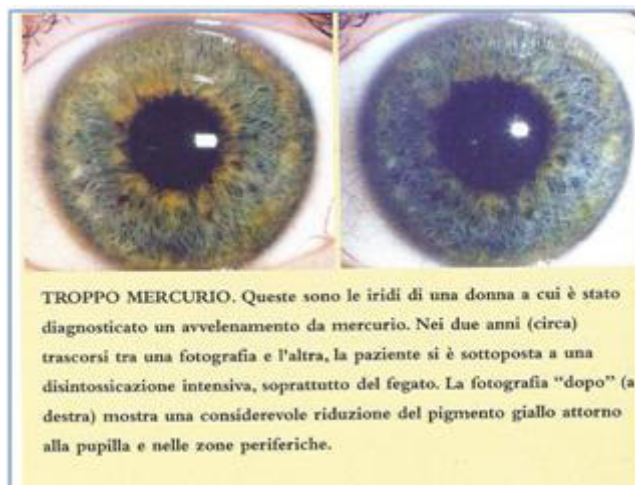 TROPPO MERCURIO. Queste sono le iridi di una donna a cui è stato
diagnosticato un avvelenamento da mercurio. Nei due anni (circa)
trascorsi tra una fotografia e l'altra, la paziente si è sottoposta a una
disintossicazione intensiva, soprattutto del fegato. La fotografia “dopo” (a
destra) mostra una considerevole riduzione del pigmento giallo attorno
alla pupilla e nelle zone periferiche.